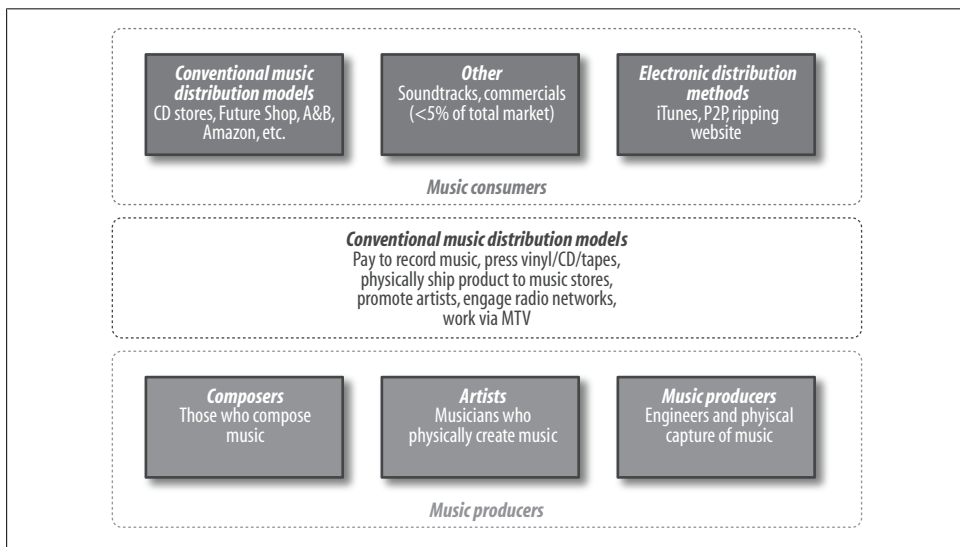 Conventional music
distribution models
CD stores, Future Shop, A&B,
Amazon, etc.
Other
Soundtracks, commercials
(<5% of total market)
Electronic distribution
methods
iTunes, P2P, ripping
website
Music consumers
Conventional music distribution models
Pay to record music, press vinyl/CD/tapes,
physically ship product to music stores,
promote artists, engage radio networks,
work via MTV
Composers
Those who compose
music
Artists
Musicians who
physically create music
Music producers
Engineers and phyiscal
capture of music
Music producers